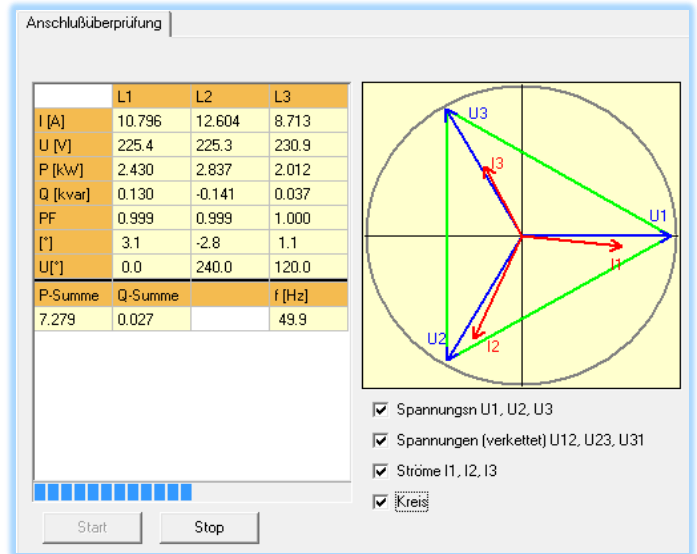 Anschlußüberprüfung
L1 L2 L3
I [A] 10.796 12.604 8.713
U [V] 225.4 225.3 230.9
P [kW] 2.430 2.837 2.012
Q [kvar] 0.130 -0.141 0.037
PF 0.999 0.999 1.000
[°] 3.1 -2.8 1.1
U[°] 0.0 240.0 120.0
P-Summe Q-Summe f [Hz]
7.279 0.027 49.9
U3
I3
U1
I1
U2
I2
Spannungsn U1, U2, U3
Spannungen (verkettet) U12, U23, U31
Ströme I1, I2, I3
Kreis
Start Stop